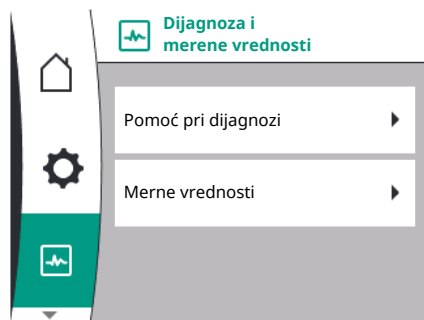 Dijagnoza i
merene vrednosti
Pomoć pri dijagnozi
Merne vrednosti